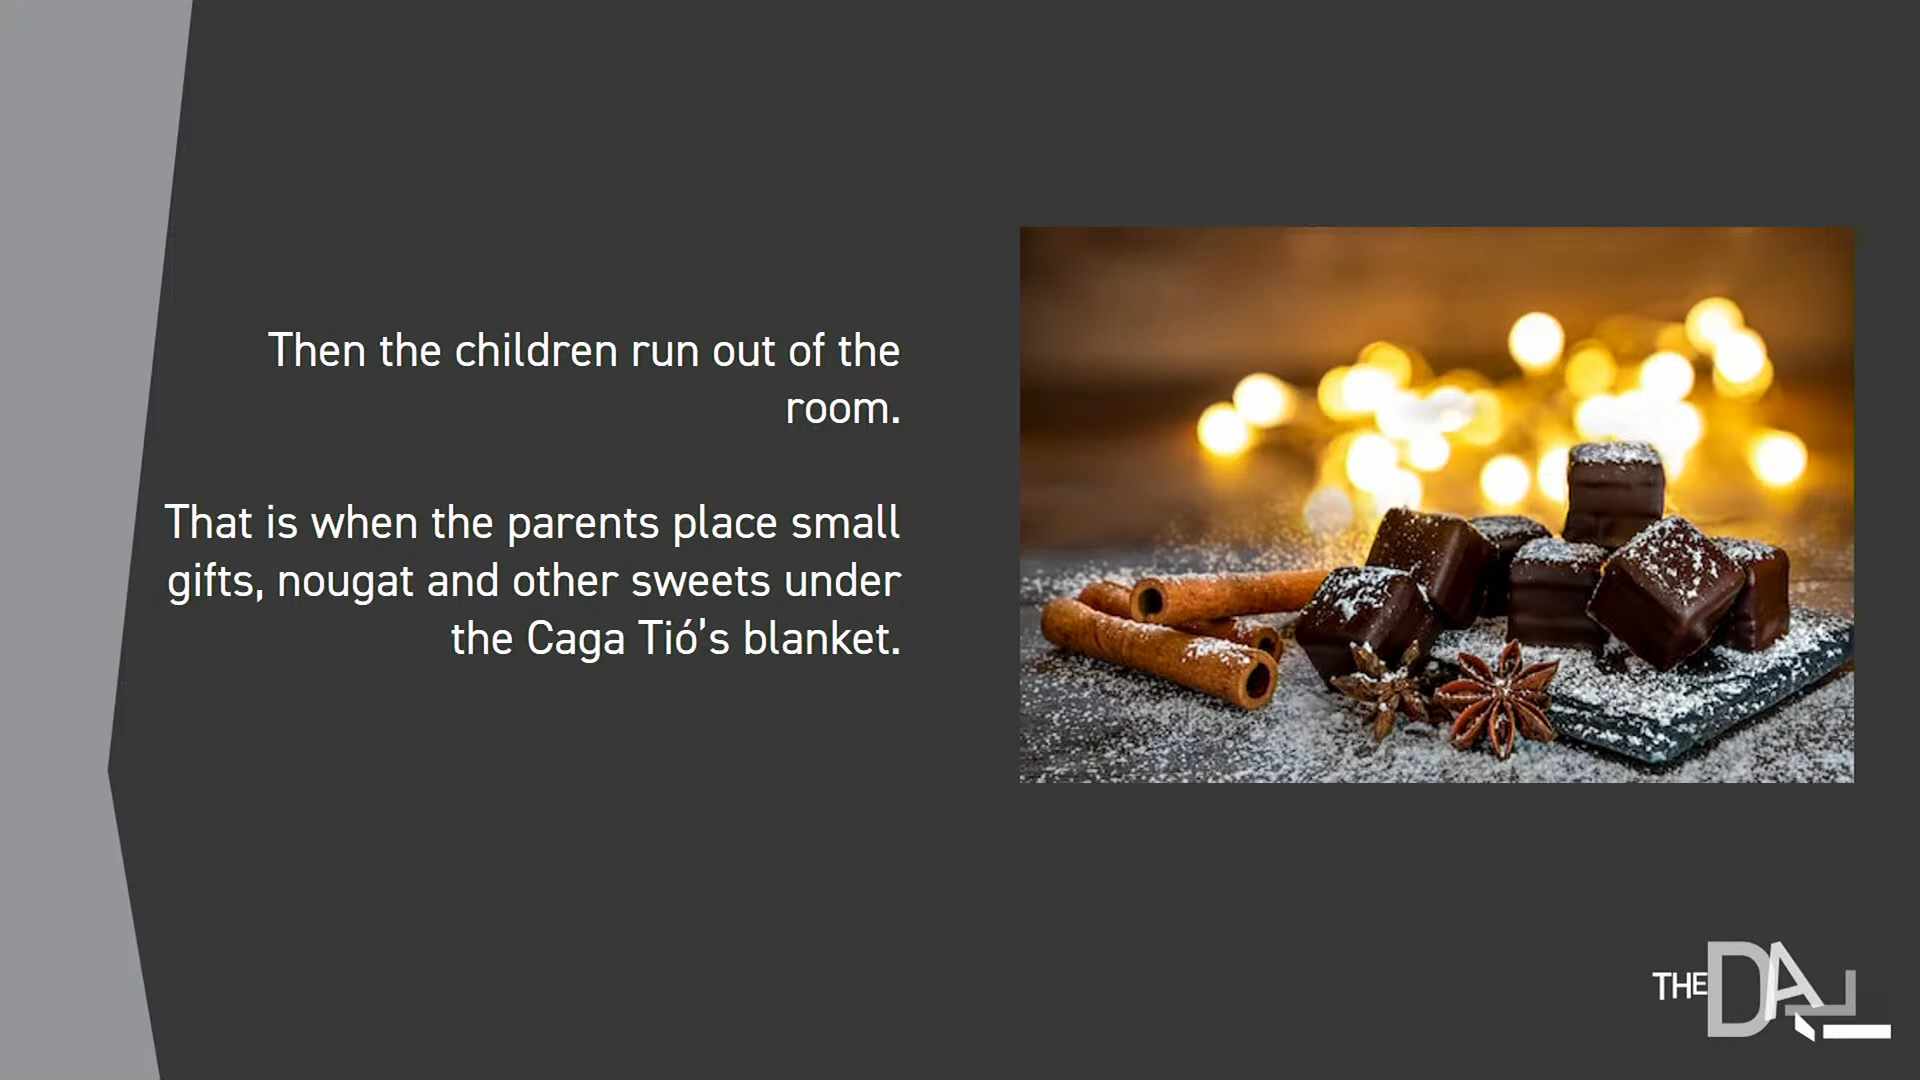 Then the children run out of the
room.
That is when the parents place small
gifts, nougat and other sweets under
the Caga Tió’s blanket.
THE DALÍ